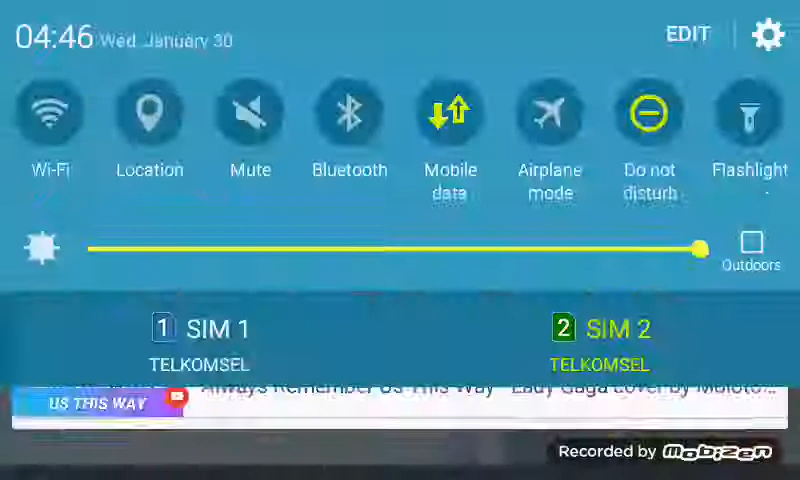 04:46 Wed, January 30 EDIT
Wi-Fi Location Mute Bluetooth Mobile data Airplane mode Do not disturb Flashlight
Outdoors
1 SIM 1 2 SIM 2
TELKOMSEL TELKOMSEL
Always Remember Us This Way Lady Gaga cover by
US THIS WAY
Recorded by Mobizen